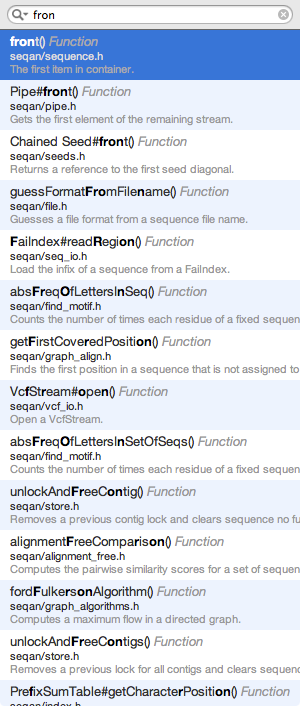 fron
front() Function
seqan/sequence.h
The first item in container.
Pipe#front() Function
seqan/pipe.h
Gets the first element of the remaining stream.
Chained Seed#front() Function
seqan/seeds.h
Returns a reference to the first seed diagonal.
guessFormatFromFilename() Function
seqan/file.h
Guesses a file format from a sequence file name.
FaiIndex#readRegion() Function
seqan/seq_io.h
Load the infix of a sequence from a FaiIndex.
absFreqOfLettersInSeq() Function
seqan/find_motif.h
Counts the number of times each residue of a fixed sequen
getFirstCoveredPosition() Function
seqan/graph_align.h
Finds the first position in a sequence that is not assigned to
VcfStream#open() Function
seqan/vcf_io.h
Open a VcfStream.
absFreqOfLettersInSetOfSeqs() Function
seqan/find_motif.h
Counts the number of times each residue of a fixed sequen
unlockAndFreeContig() Function
seqan/store.h
Removes a previous contig lock and clears sequence no fu
alignmentFreeComparison() Function
seqan/alignment_free.h
Computes the pairwise similarity scores for a set of sequen
fordFulkersonAlgorithm() Function
seqan/graph_algorithms.h
Computes a maximum flow in a directed graph.
unlockAndFreeContigs() Function
seqan/store.h
Removes a previous lock for all contigs and clears sequenc
PrefixSumTable#getCharacterPosition() Function
seqan/index.h